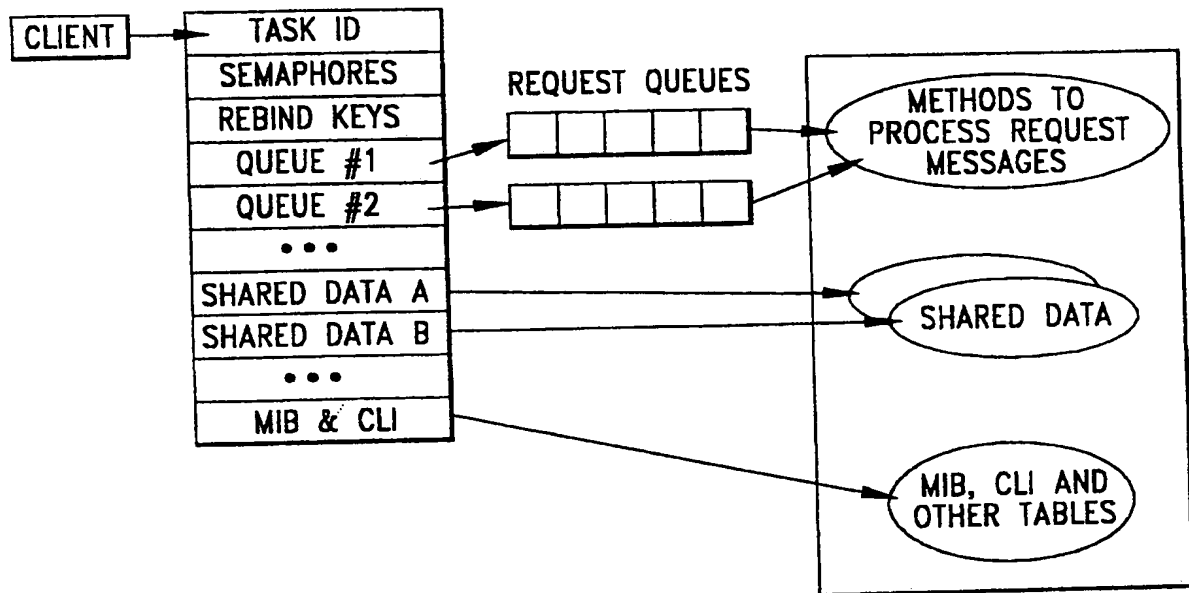 CLIENT
TASK ID
SEMAPHORES
REBIND KEYS
QUEUE #1
QUEUE #2
•••
SHARED DATA A
SHARED DATA B
•••
MIB & CLI
REQUEST QUEUES
METHODS TO
PROCESS REQUEST
MESSAGES
SHARED DATA
MIB, CLI AND
OTHER TABLES